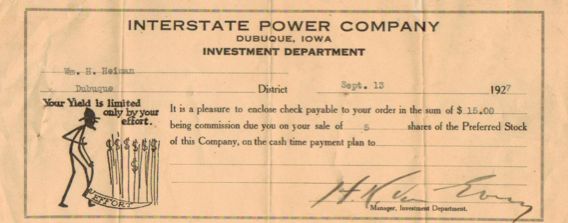 INTERSTATE POWER COMPANY
DUBUQUE, IOWA
INVESTMENT DEPARTMENT
Wm. H. Heiman
Dubuque District Sept. 13 1927
Your Yield is limited
only by your
effort.
$ $ $ $ $ $
$
EFFORT
It is a pleasure to enclose check payable to your order in the sum of $ 15.00
being commission due you on your sale of 5 shares of the Preferred Stock
of this Company, on the cash time payment plan to
Manager, Investment Department.